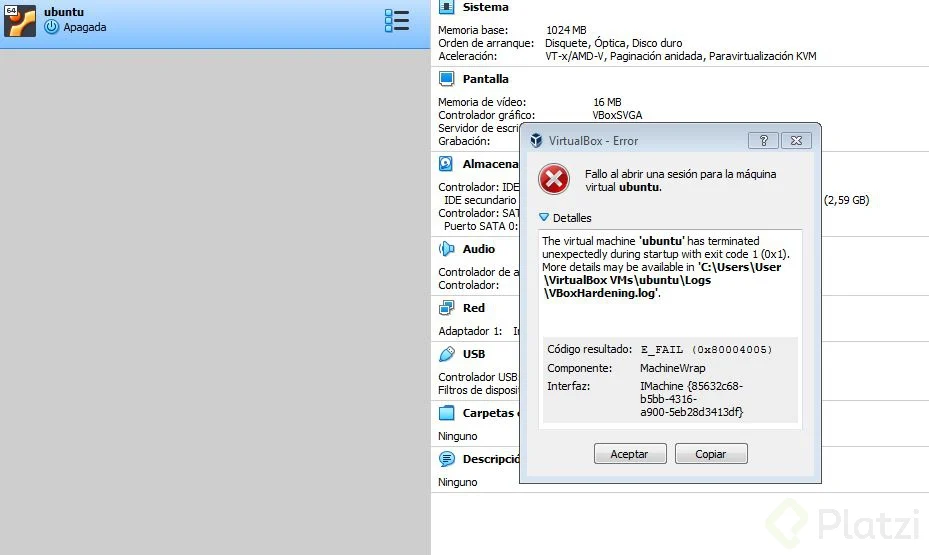 64
ubuntu
Apagada
Sistema
Memoria base: 1024 MB
Orden de arranque: Disquete, Óptica, Disco duro
Aceleración: VT-x/AMD-V, Paginación anidada, Paravirtualización KVM
Pantalla
Memoria de vídeo: 16 MB
Controlador gráfico: VBoxSVGA
Servidor de
Grabación:
Controlador: IDE
IDE secundario (2,59 GB)
Controlador:
Puerto SATA 0:
Audio
Controlador de
Controlador:
Red
Adaptador 1:
USB
Controlador USB:
Filtros de
Carpetas
Ninguno
Ninguno
VirtualBox - Error
?
Fallo al abrir una sesión para la máquina
virtual ubuntu.
Detalles
The virtual machine 'ubuntu' has terminated
unexpectedly during startup with exit code 1 (0x1).
More details may be available in 'C:\Users\User
\VirtualBox VMs\ubuntu\Logs
\VBoxHardening.log'.
Código resultado: E_FAIL (0x80004005)
Componente: MachineWrap
Interfaz: IMachine {85632c68-
b5bb-4316-
a900-5eb28d3413df}
Aceptar Copiar
Platzi